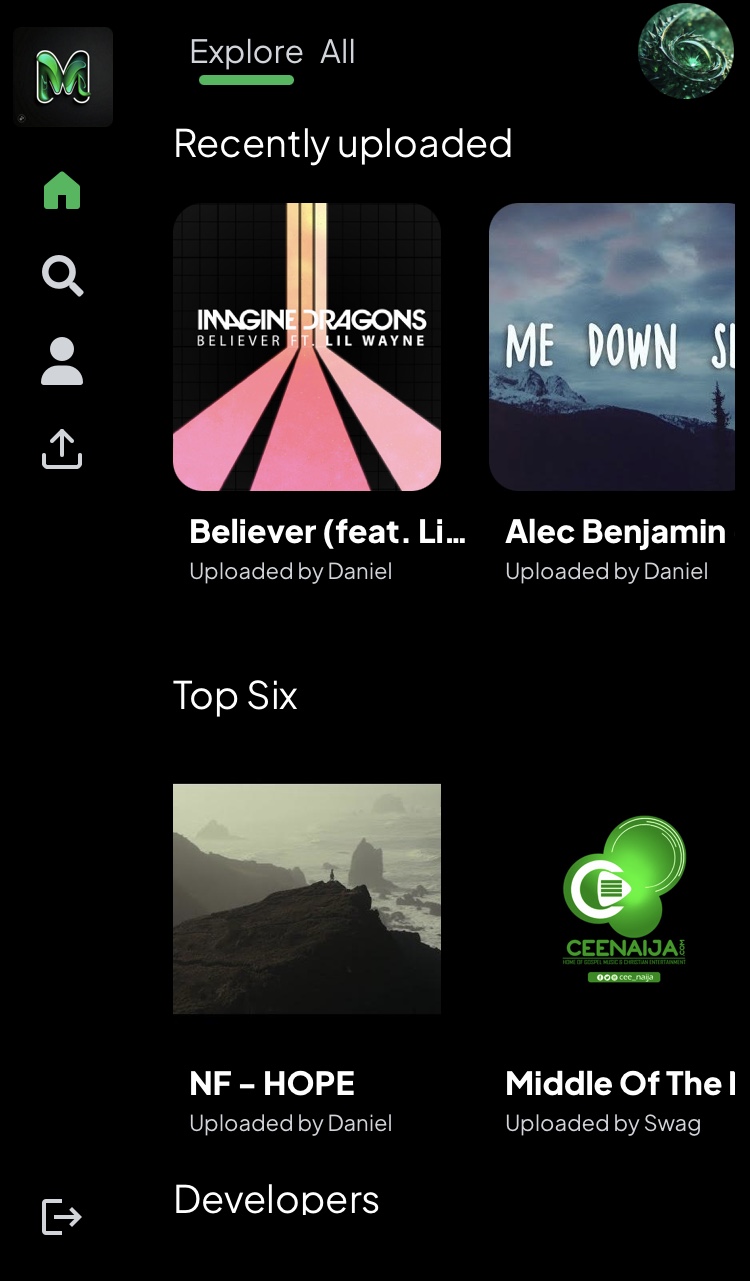 M
Explore All
Recently uploaded
IMAGINE DRAGONS
BELIEVER FT. LIL WAYNE
ME DOWN
Believer (feat. Li...
Uploaded by Daniel
Alec Benjamin
Uploaded by Daniel
Top Six
CEENAIJA.COM
HOME OF GOSPEL MUSIC & CHRISTIAN ENTERTAINMENT
cee_naija
NF - HOPE
Uploaded by Daniel
Middle Of The
Uploaded by Swag
Developers